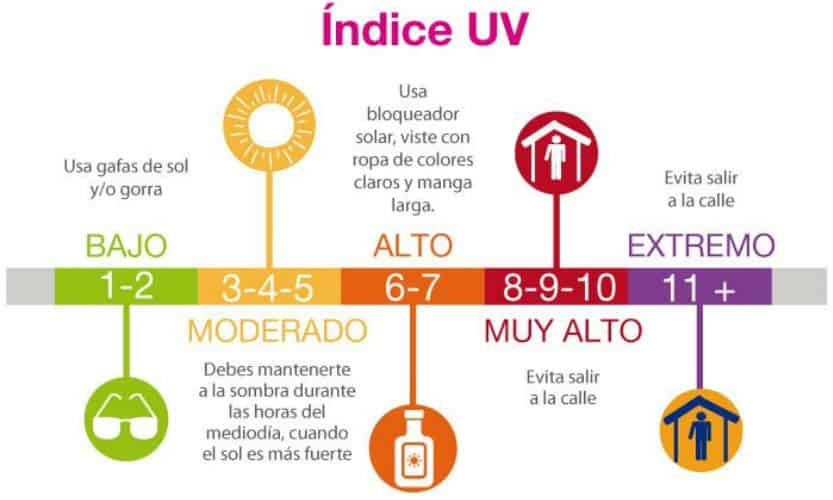 Índice UV
Usa gafas de sol
y/o gorra
BAJO
1-2
3-4-5
MODERADO
Debes mantenerte
a la sombra durante
las horas del
mediodía, cuando
el sol es más fuerte
Usa
bloqueador
solar, viste con
ropa de colores
claros y manga
larga.
ALTO
6-7
8-9-10
MUY ALTO
Evita salir
a la calle
Evita salir
a la calle
EXTREMO
11 +